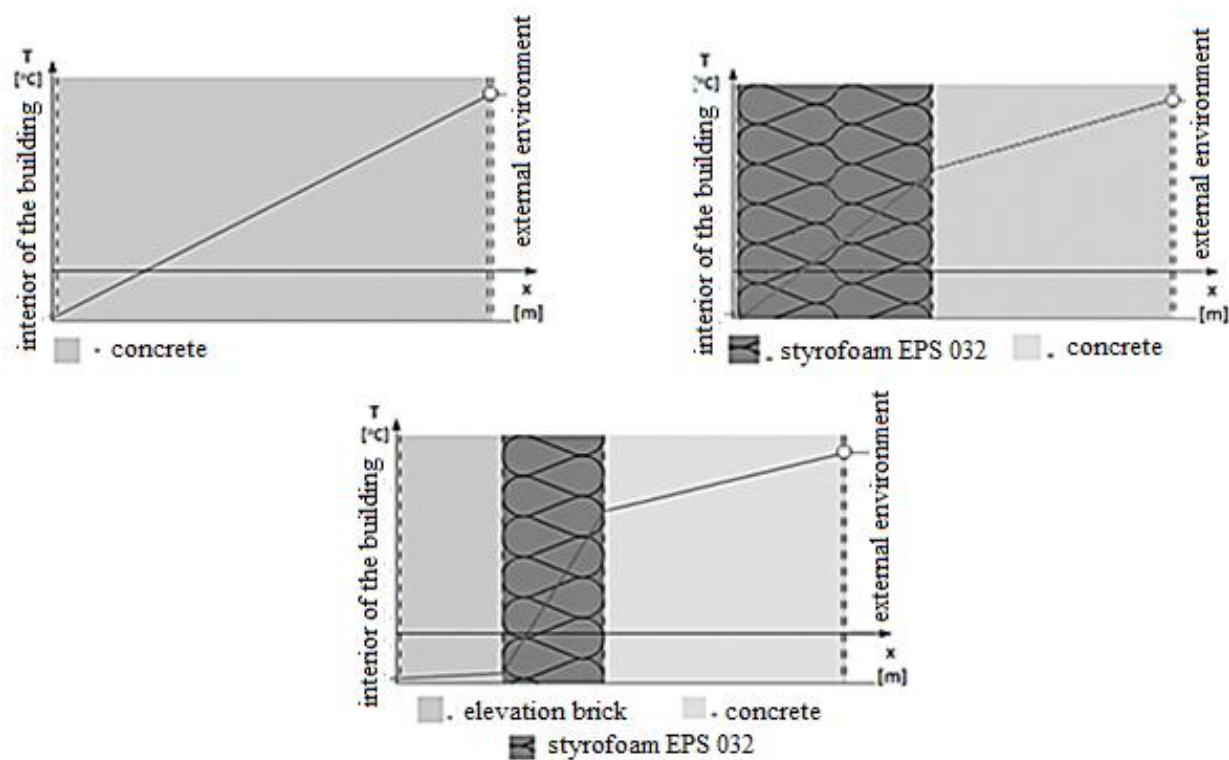 T
[°C]
interior of the building
external environment
x
[m]
concrete
T
[°C]
interior of the building
external environment
x
[m]
styrofoam EPS 032
concrete
T
[°C]
interior of the building
external environment
x
[m]
elevation brick
concrete
styrofoam EPS 032